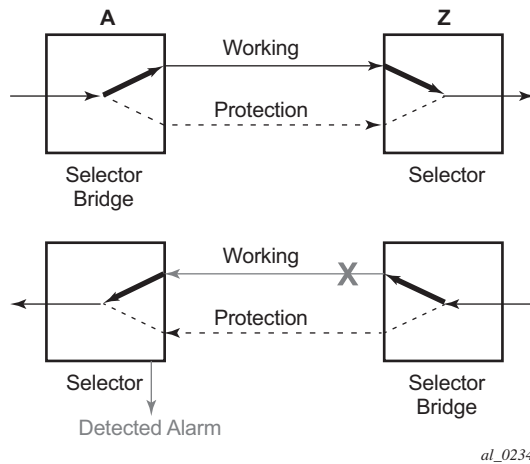 A
Z
Working
Protection
Selector
Bridge
Selector
Working
X
Protection
Selector
Selector
Bridge
Detected Alarm
al_0234